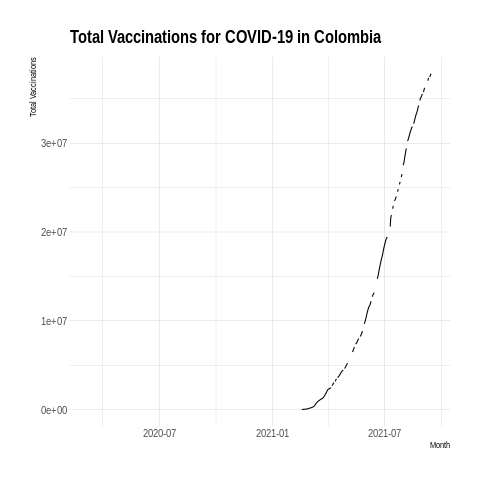 Total Vaccinations for COVID-19 in Colombia
Total Vaccinations
3e+07
2e+07
1e+07
0e+00
2020-07
2021-01
2021-07
Month